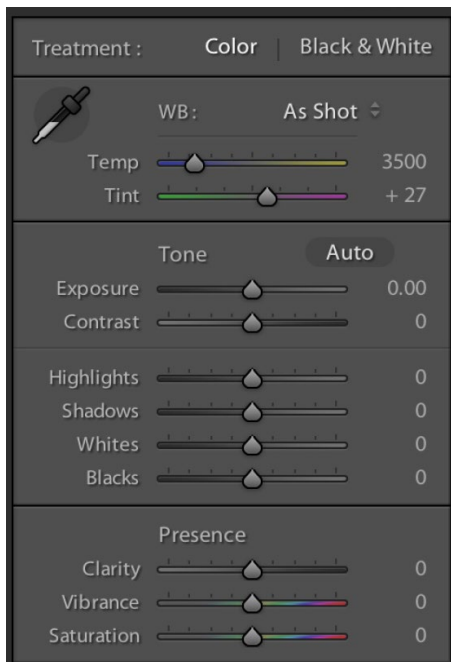 Treatment : Color | Black & White
WB : As Shot
Temp 3500
Tint + 27
Tone Auto
Exposure 0.00
Contrast 0
Highlights 0
Shadows 0
Whites 0
Blacks 0
Presence
Clarity 0
Vibrance 0
Saturation 0